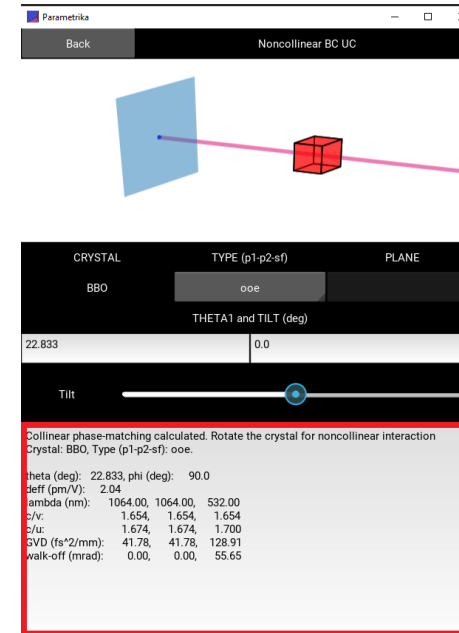 Parametrika
Back Noncollinear BC UC
CRYSTAL TYPE (p1-p2-sf) PLANE
BBO ooe
THETA1 and TILT (deg)
22.833 0.0
Tilt
Collinear phase-matching calculated. Rotate the crystal for noncollinear interaction
Crystal: BBO, Type (p1-p2-sf): ooe.
theta (deg): 22.833, phi (deg): 90.0
deff (pm/V): 2.04
lambda (nm): 1064.00, 1064.00, 532.00
c/v: 1.654, 1.654, 1.654
c/u: 1.674, 1.674, 1.700
GVD (fs^2/mm): 41.78, 41.78, 128.91
walk-off (mrad): 0.00, 0.00, 55.65